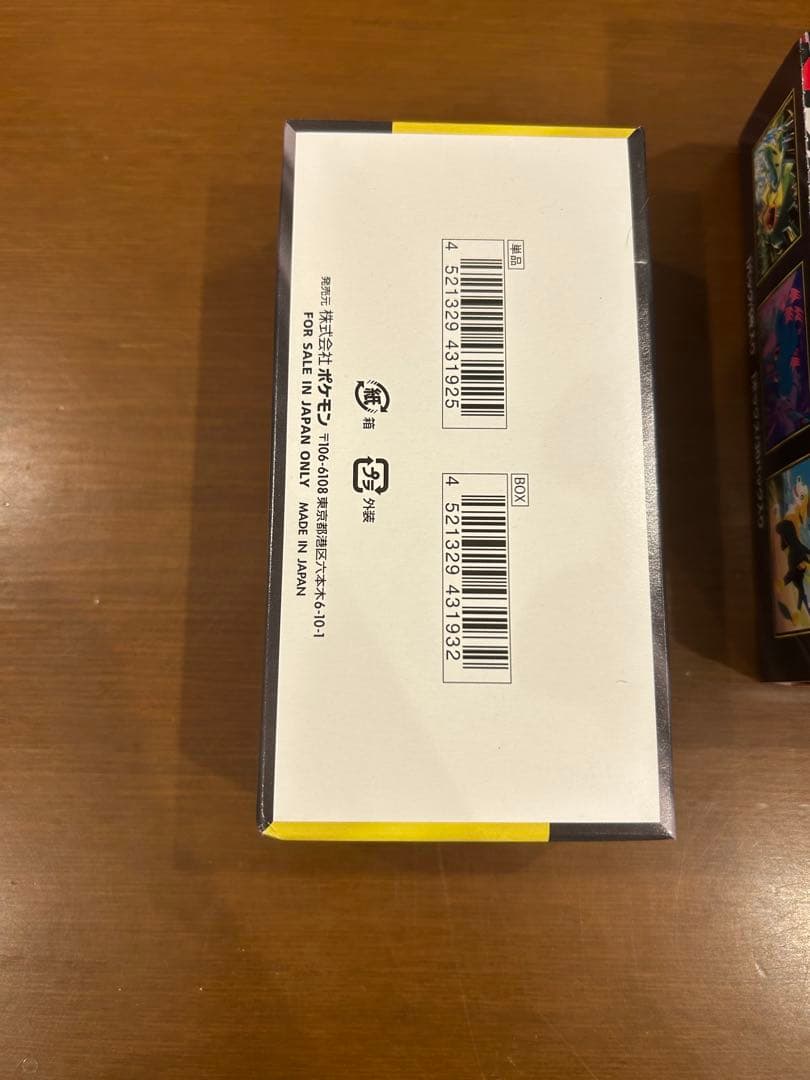 単品
4 521329 431925
BOX
4 521329 431932
紙 箱
プラ 外装
発売元 株式会社 ポケモン 〒106-6108 東京都港区六本木6-10-1
FOR SALE IN JAPAN ONLY MADE IN JAPAN